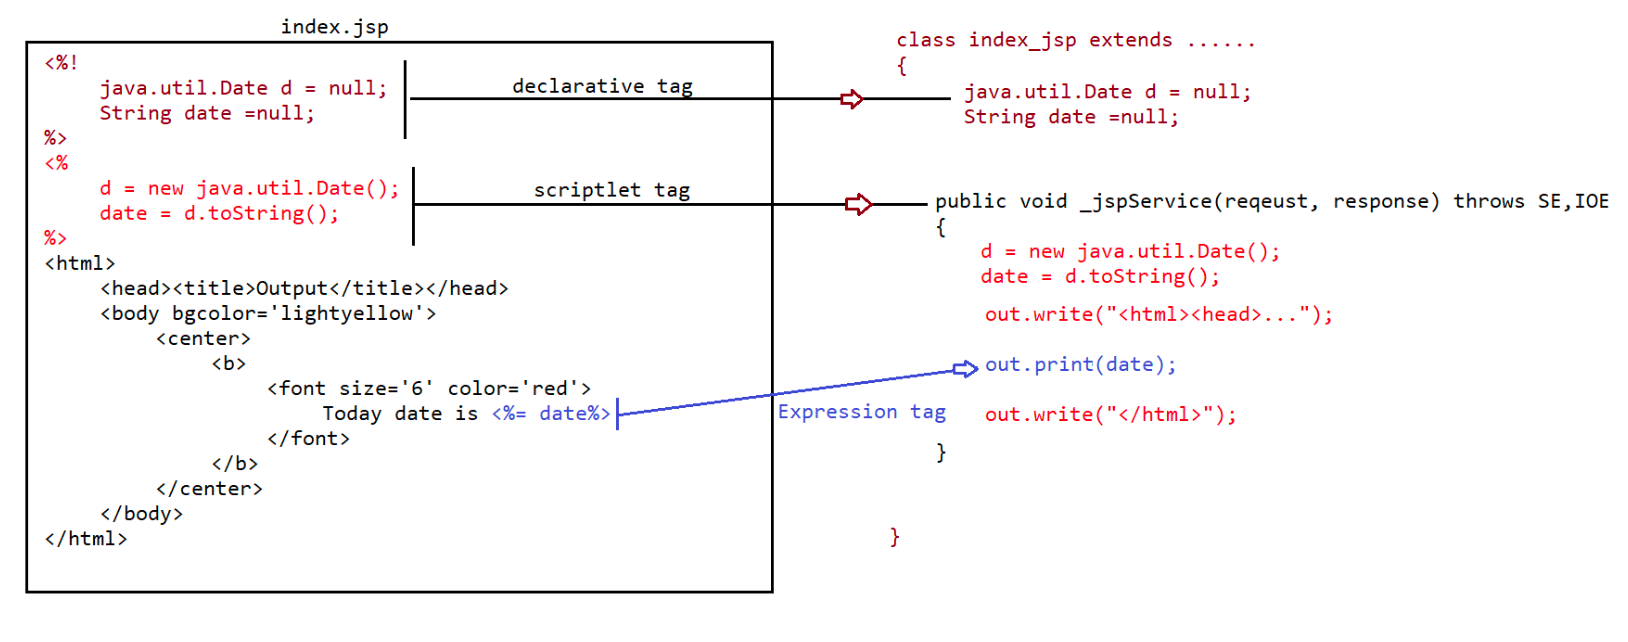 index.jsp
<%!
java.util.Date d = null;
String date =null;
%>
<%
d = new java.util.Date();
date = d.toString();
%>
<html>
<head><title>Output</title></head>
<body bgcolor='lightyellow'>
<center>
<b>
<font size='6' color='red'>
Today date is <%= date%>
</font>
</b>
</center>
</body>
</html>
declarative tag
scriptlet tag
Expression tag
class index_jsp extends ......
{
java.util.Date d = null;
String date =null;
public void _jspService(reqeust, response) throws SE,IOE
{
d = new java.util.Date();
date = d.toString();
out.write("<html><head>...");
out.print(date);
out.write("</html>");
}
}